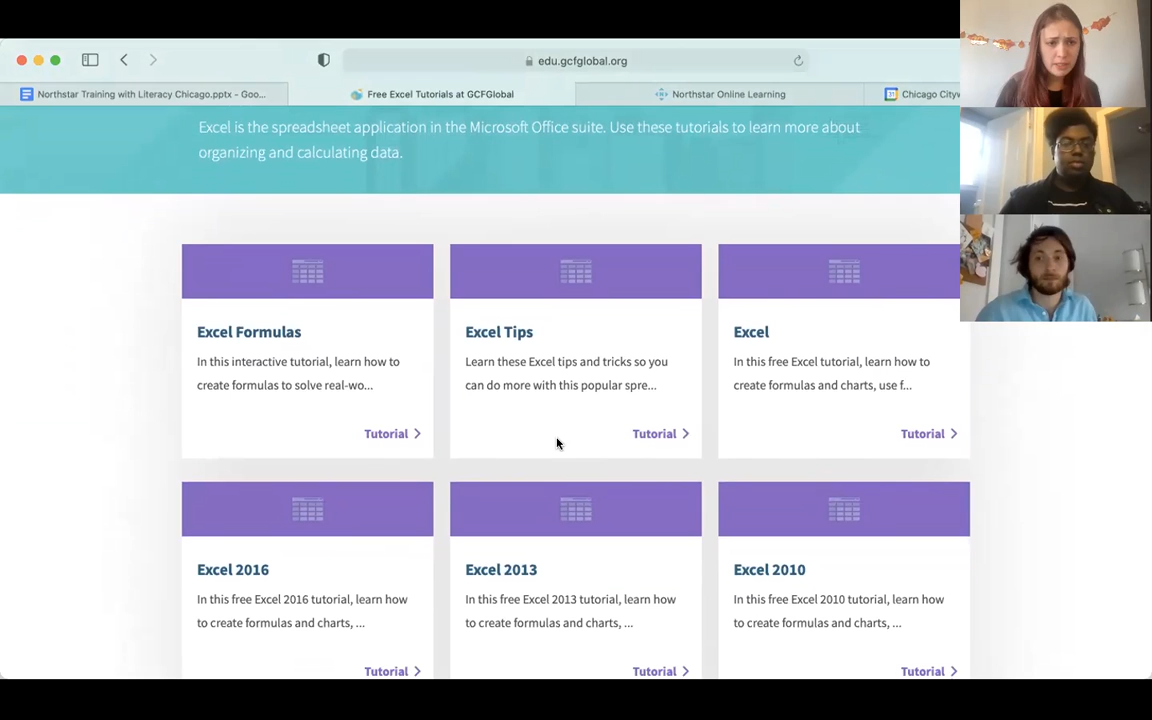 edu.gcfglobal.org
Northstar Training with Literacy Chicago.pptx - Goo...
Free Excel Tutorials at GCFGlobal
Northstar Online Learning
31
Chicago Cityw
Excel is the spreadsheet application in the Microsoft Office suite. Use these tutorials to learn more about
organizing and calculating data.
Excel Formulas
In this interactive tutorial, learn how to
create formulas to solve real-wo...
Tutorial
Excel Tips
Learn these Excel tips and tricks so you
can do more with this popular spre...
Tutorial
Excel
In this free Excel tutorial, learn how to
create formulas and charts, use f...
Tutorial
Excel 2016
In this free Excel 2016 tutorial, learn how
to create formulas and charts, ...
Tutorial
Excel 2013
In this free Excel 2013 tutorial, learn how
to create formulas and charts, ...
Tutorial
Excel 2010
In this free Excel 2010 tutorial, learn how
to create formulas and charts, ...
Tutorial